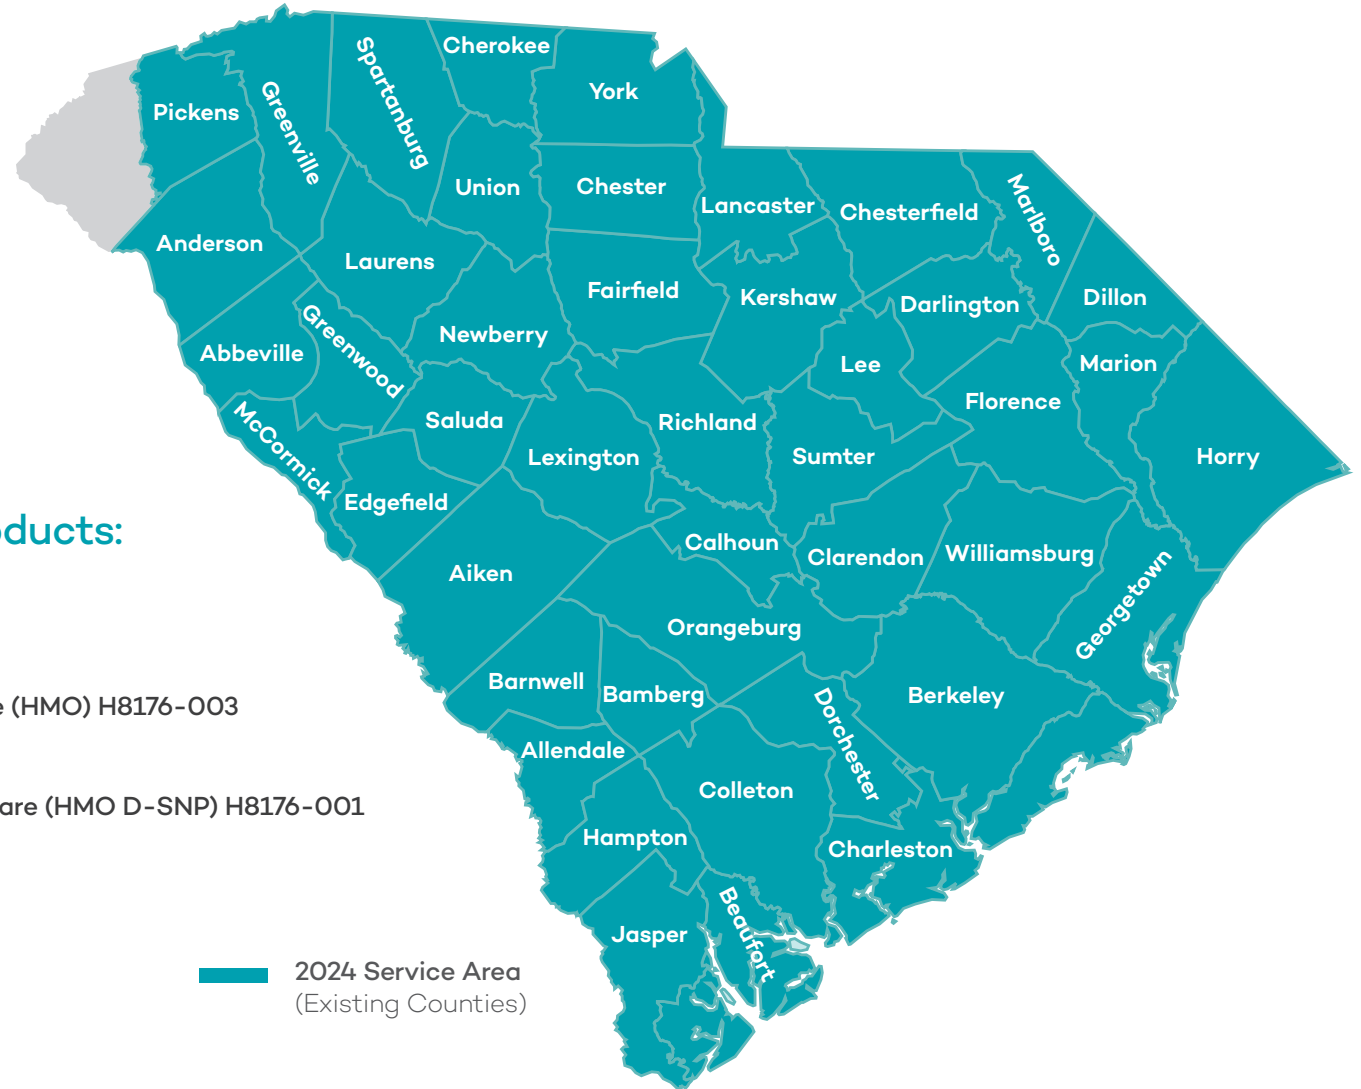 Cherokee
Spartanburg
York
Pickens
Greenville
Union
Chester
Lancaster
Chesterfield
Marlboro
Anderson
Laurens
Fairfield
Kershaw
Darlington
Dillon
Greenwood
Newberry
Abbeville
Lee
Marion
Florence
Saluda
Richland
McCormick
Lexington
Sumter
Horry
Edgefield
oducts:
Calhoun
Clarendon
Williamsburg
Aiken
Georgetown
Orangeburg
Barnwell
Bamberg
Berkeley
e (HMO) H8176-003
Dorchester
Allendale
Colleton
are (HMO D-SNP) H8176-001
Hampton
Charleston
Beaufort
Jasper
2024 Service Area
(Existing Counties)